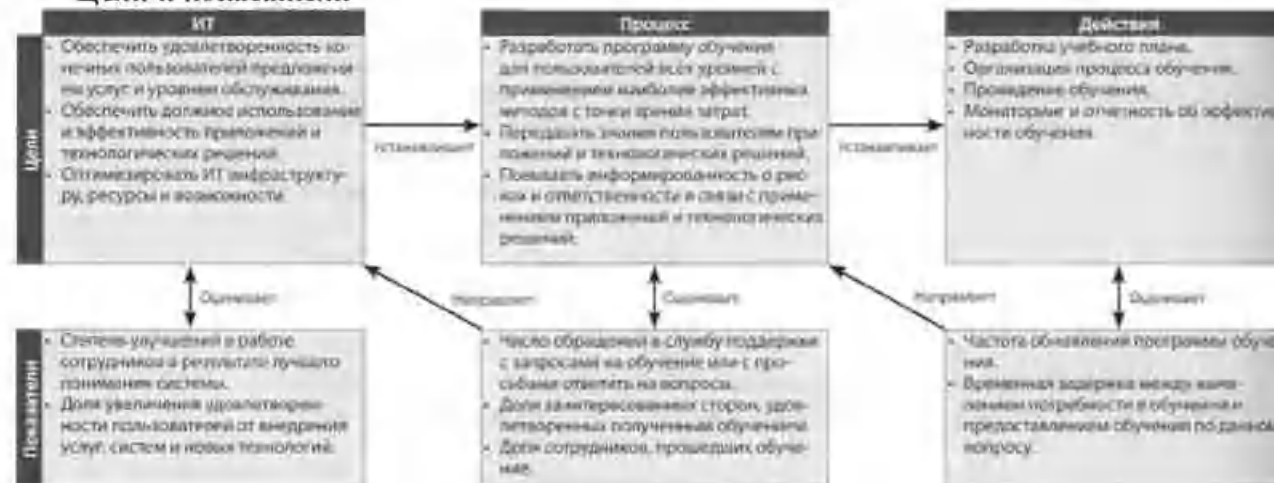 Цели и показатели
ИТ
Процесс
Действия
Цели
• Обеспечить удовлетворенность ко-
нечных пользователей предложени-
ем услуг и уровнем обслуживания.
• Обеспечить должное использование
и эффективность приложений и
технологических решений.
• Оптимизировать ИТ инфраструкту-
ру, ресурсы и возможности.
Устанавливает
• Разработать программу обучения
для пользователей всех уровней с
применением наиболее эффективных
методов с точки зрения затрат.
• Передавать знания пользователям при-
ложений и технологических решений.
• Повышать информированность о рис-
ках и ответственности в связи с приме-
нением приложений и технологических
решений.
Устанавливает
• Разработка учебного плана.
• Организация процесса обучения.
• Проведение обучения.
• Мониторинг и отчетность об эффектив
ности обучения.
Оценивает
Направляет
Оценивает
Направляет
Оценивает
Показатели
• Степень улучшений в работе
сотрудников в результате лучшего
понимания системы.
• Доля увеличения удовлетворен-
ности пользователей от внедрения
услуг, систем и новых технологий.
• Число обращений в службу поддержки
с запросами на обучение или с про-
сьбами ответить на вопросы.
• Доля заинтересованных сторон, удов-
летворенных полученным обучением.
• Доля сотрудников, прошедших обуче-
ние.
• Частота обновления программы обуче
ния.
• Временная задержка между выяв-
лением потребности в обучении и
предоставлением обучения по данном
вопросу.